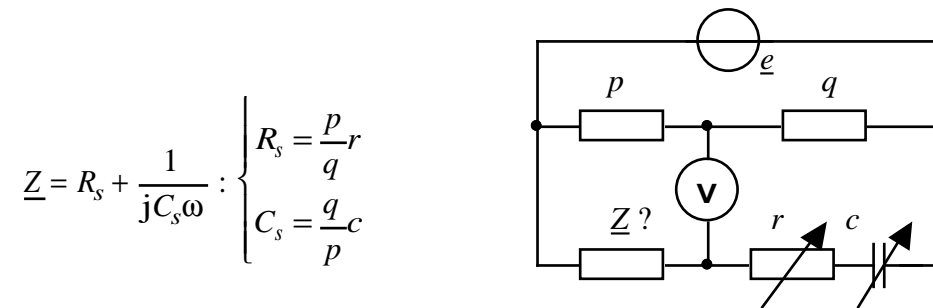 Z = R_s + 1/(jC_sω) : { R_s = p/q r
C_s = q/p c
e
p q
V
Z ? r c